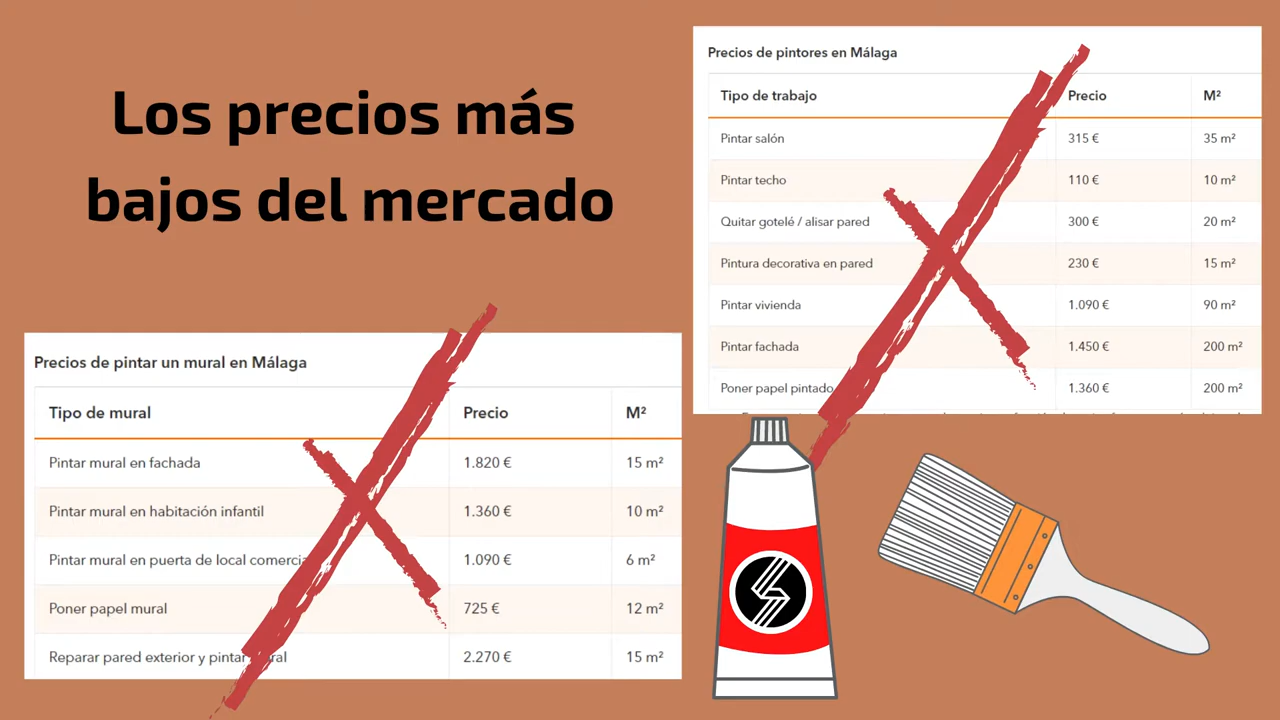 Los precios más
bajos del mercado
Precios de pintores en Málaga
Tipo de trabajo Precio M²
Pintar salón 315 € 35 m²
Pintar techo 110 € 10 m²
Quitar gotelé / alisar pared 300 € 20 m²
Pintura decorativa en pared 230 € 15 m²
Pintar vivienda 1.090 € 90 m²
Pintar fachada 1.450 € 200 m²
Poner papel pintado 1.360 € 200 m²
Precios de pintar un mural en Málaga
Tipo de mural Precio M²
Pintar mural en fachada 1.820 € 15 m²
Pintar mural en habitación infantil 1.360 € 10 m²
Pintar mural en puerta de local 1.090 € 6 m²
Poner papel mural 725 € 12 m²
Reparar pared exterior y pintar 2.270 € 15 m²